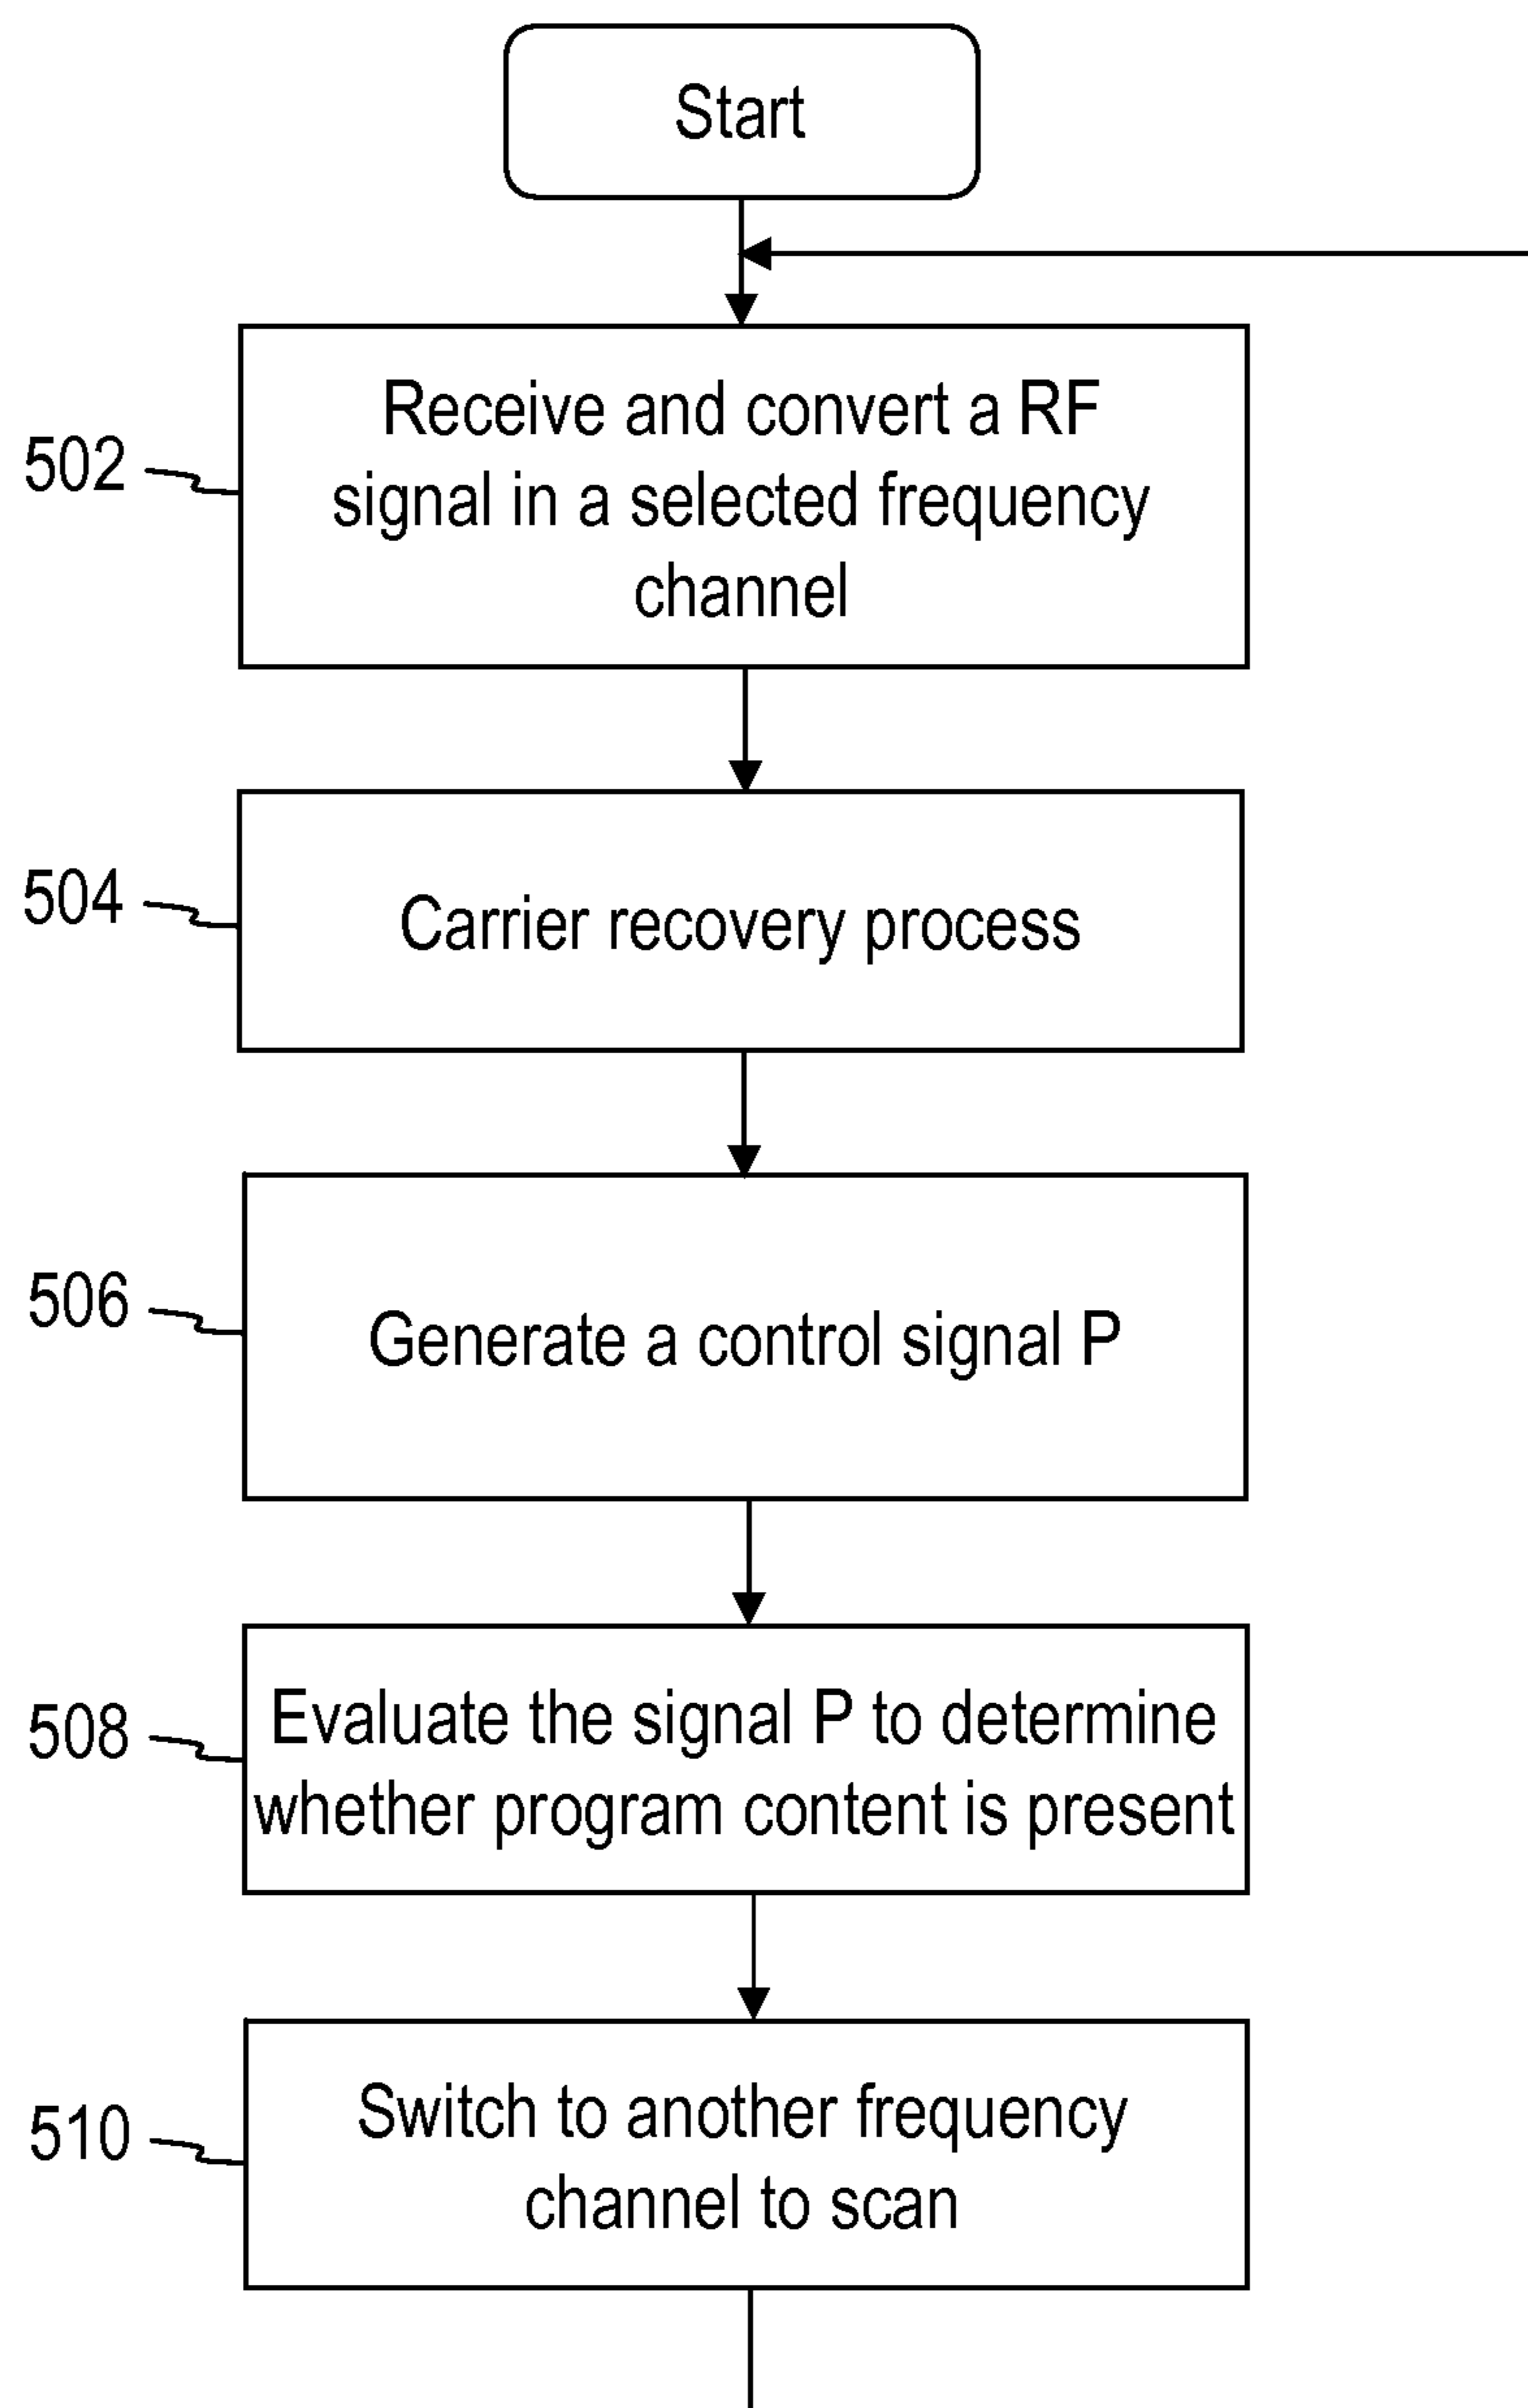 Start
502
Receive and convert a RF
signal in a selected frequency
channel
504
Carrier recovery process
506
Generate a control signal P
508
Evaluate the signal P to determine
whether program content is present
510
Switch to another frequency
channel to scan